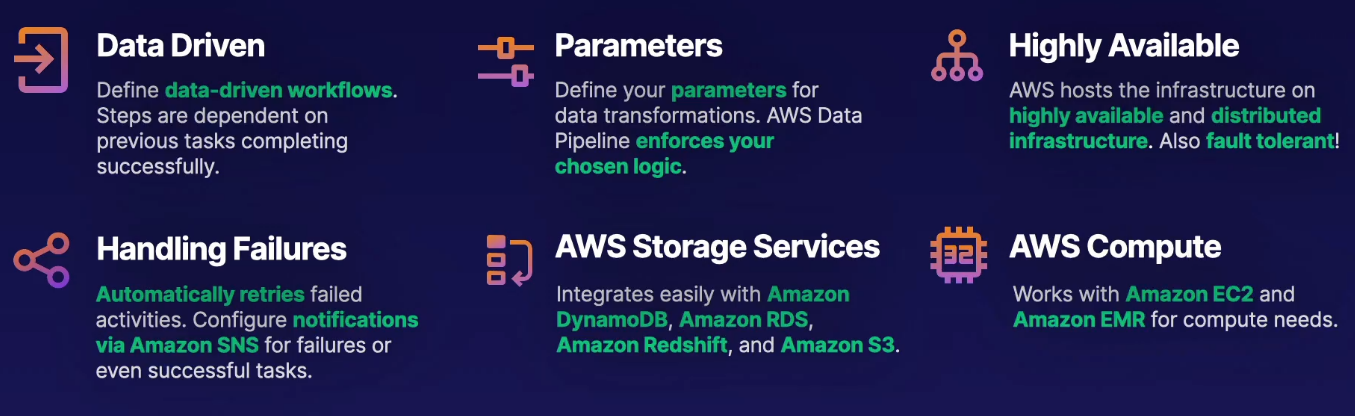 Data Driven
Define data-driven workflows.
Steps are dependent on
previous tasks completing
successfully.
Parameters
Define your parameters for
data transformations. AWS Data
Pipeline enforces your
chosen logic.
Highly Available
AWS hosts the infrastructure on
highly available and distributed
infrastructure. Also fault tolerant!
Handling Failures
Automatically retries failed
activities. Configure notifications
via Amazon SNS for failures or
even successful tasks.
AWS Storage Services
Integrates easily with Amazon
DynamoDB, Amazon RDS,
Amazon Redshift, and Amazon S3.
32
AWS Compute
Works with Amazon EC2 and
Amazon EMR for compute needs.